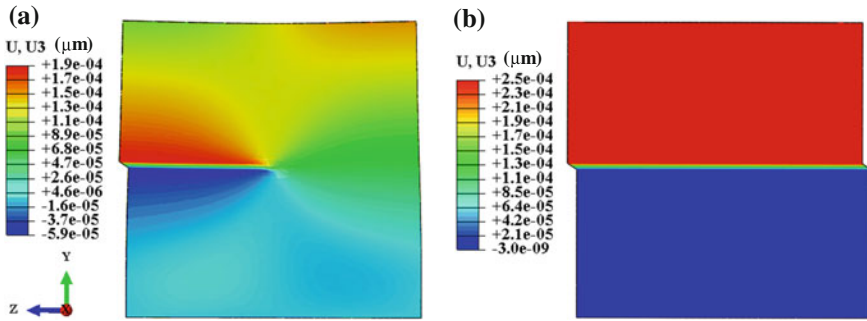 (a)
U, U3 (μm)
+1.9e-04
+1.7e-04
+1.5e-04
+1.3e-04
+1.1e-04
+8.9e-05
+6.8e-05
+4.7e-05
+2.6e-05
+4.6e-06
-1.6e-05
-3.7e-05
-5.9e-05
Y
Z
X
(b)
U, U3 (μm)
+2.5e-04
+2.3e-04
+2.1e-04
+1.9e-04
+1.7e-04
+1.5e-04
+1.3e-04
+1.1e-04
+8.5e-05
+6.4e-05
+4.2e-05
+2.1e-05
-3.0e-09